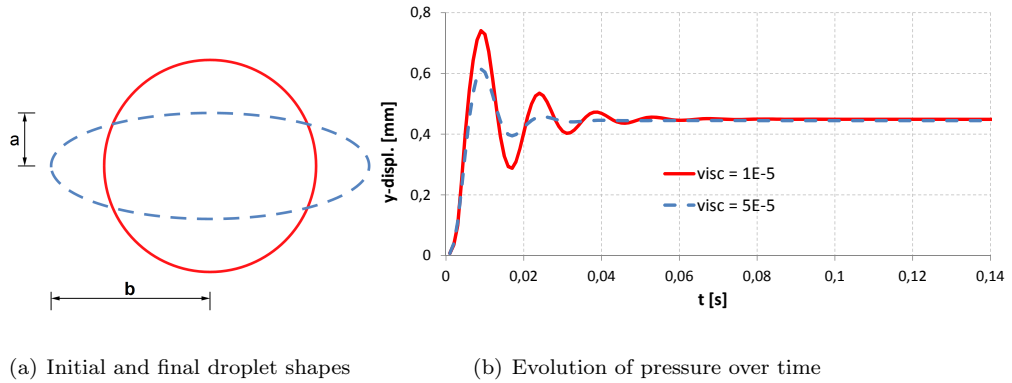 a
b
0,8
0,6
0,4
0,2
0
y-displ. [mm]
visc = 1E-5
visc = 5E-5
0 0,02 0,04 0,06 0,08 0,1 0,12 0,14
t [s]
(a) Initial and final droplet shapes
(b) Evolution of pressure over time